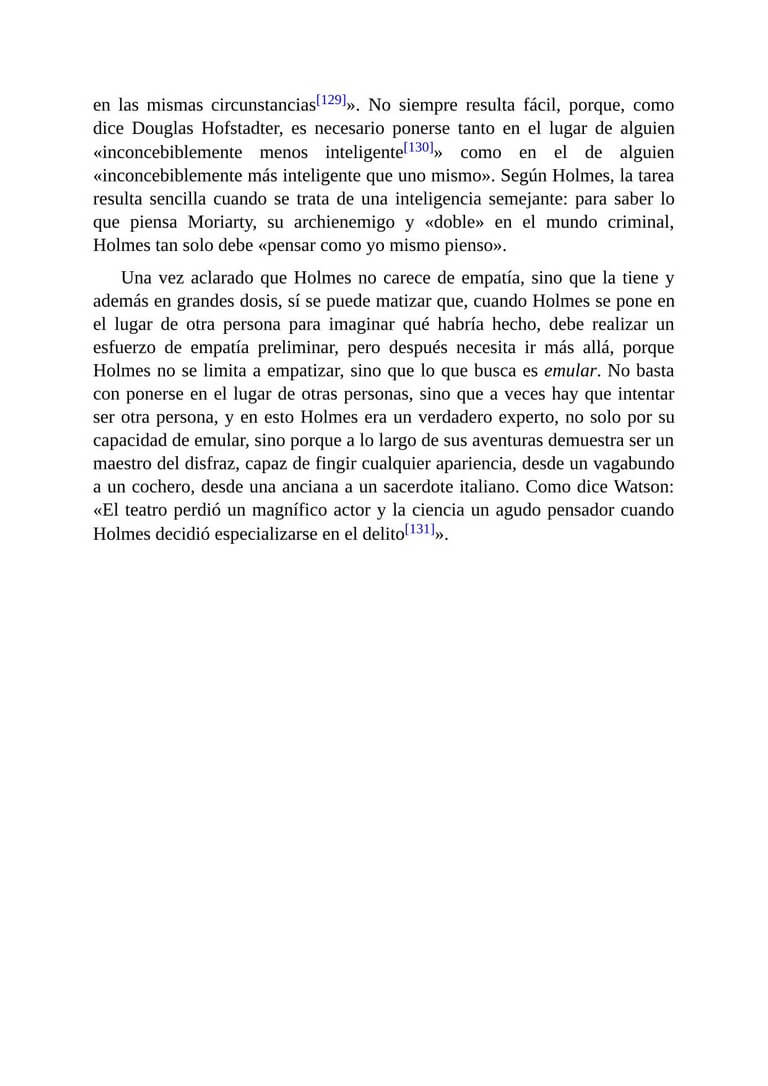 en las mismas circunstancias[129]». No siempre resulta fácil, porque, como
dice Douglas Hofstadter, es necesario ponerse tanto en el lugar de alguien
«inconcebiblemente menos inteligente[130]» como en el de alguien
«inconcebiblemente más inteligente que uno mismo». Según Holmes, la tarea
resulta sencilla cuando se trata de una inteligencia semejante: para saber lo
que piensa Moriarty, su archienemigo y «doble» en el mundo criminal,
Holmes tan solo debe «pensar como yo mismo pienso».
Una vez aclarado que Holmes no carece de empatía, sino que la tiene y
además en grandes dosis, sí se puede matizar que, cuando Holmes se pone en
el lugar de otra persona para imaginar qué habría hecho, debe realizar un
esfuerzo de empatía preliminar, pero después necesita ir más allá, porque
Holmes no se limita a empatizar, sino que lo que busca es emular. No basta
con ponerse en el lugar de otras personas, sino que a veces hay que intentar
ser otra persona, y en esto Holmes era un verdadero experto, no solo por su
capacidad de emular, sino porque a lo largo de sus aventuras demuestra ser un
maestro del disfraz, capaz de fingir cualquier apariencia, desde un vagabundo
a un cochero, desde una anciana a un sacerdote italiano. Como dice Watson:
«El teatro perdió un magnífico actor y la ciencia un agudo pensador cuando
Holmes decidió especializarse en el delito[131]».